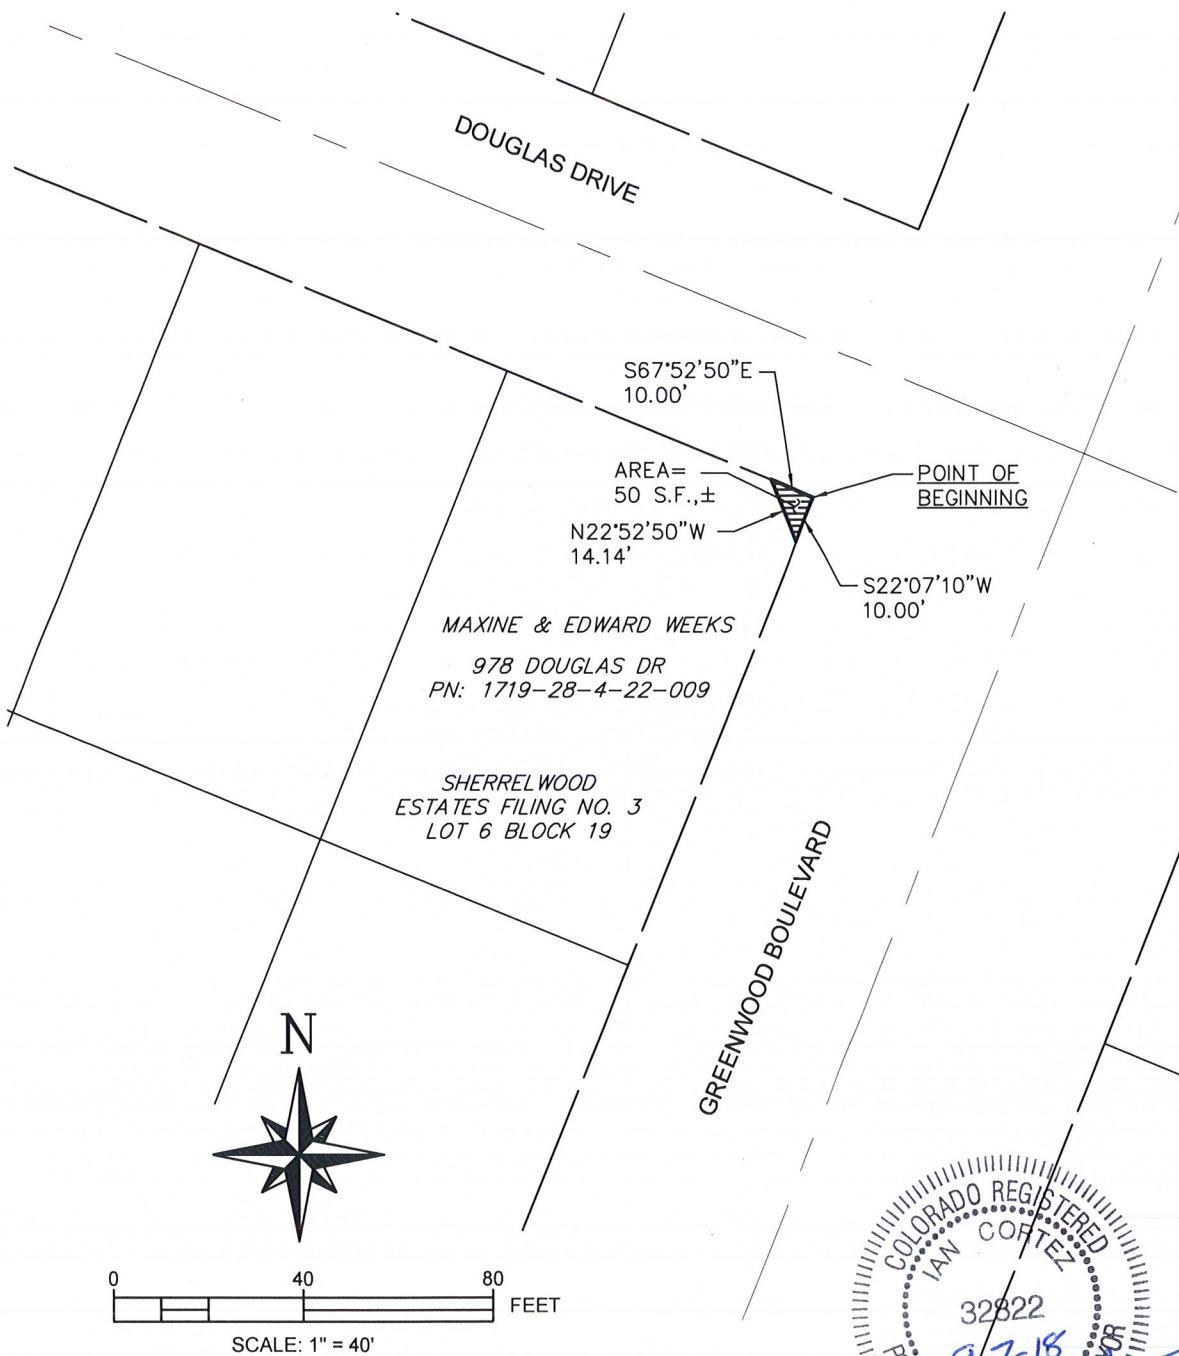 DOUGLAS DRIVE
S67°52'50"E
10.00'
AREA=
50 S.F.,±
POINT OF
BEGINNING
N22°52'50"W
14.14'
S22°07'10"W
10.00'
MAXINE & EDWARD WEEKS
978 DOUGLAS DR
PN: 1719-28-4-22-009
SHERRELWOOD
ESTATES FILING NO. 3
LOT 6 BLOCK 19
GREENWOOD BOULEVARD
N
0 40 80
FEET
SCALE: 1" = 40'
COLORADO REGISTERED
IAN CORTEZ
32822